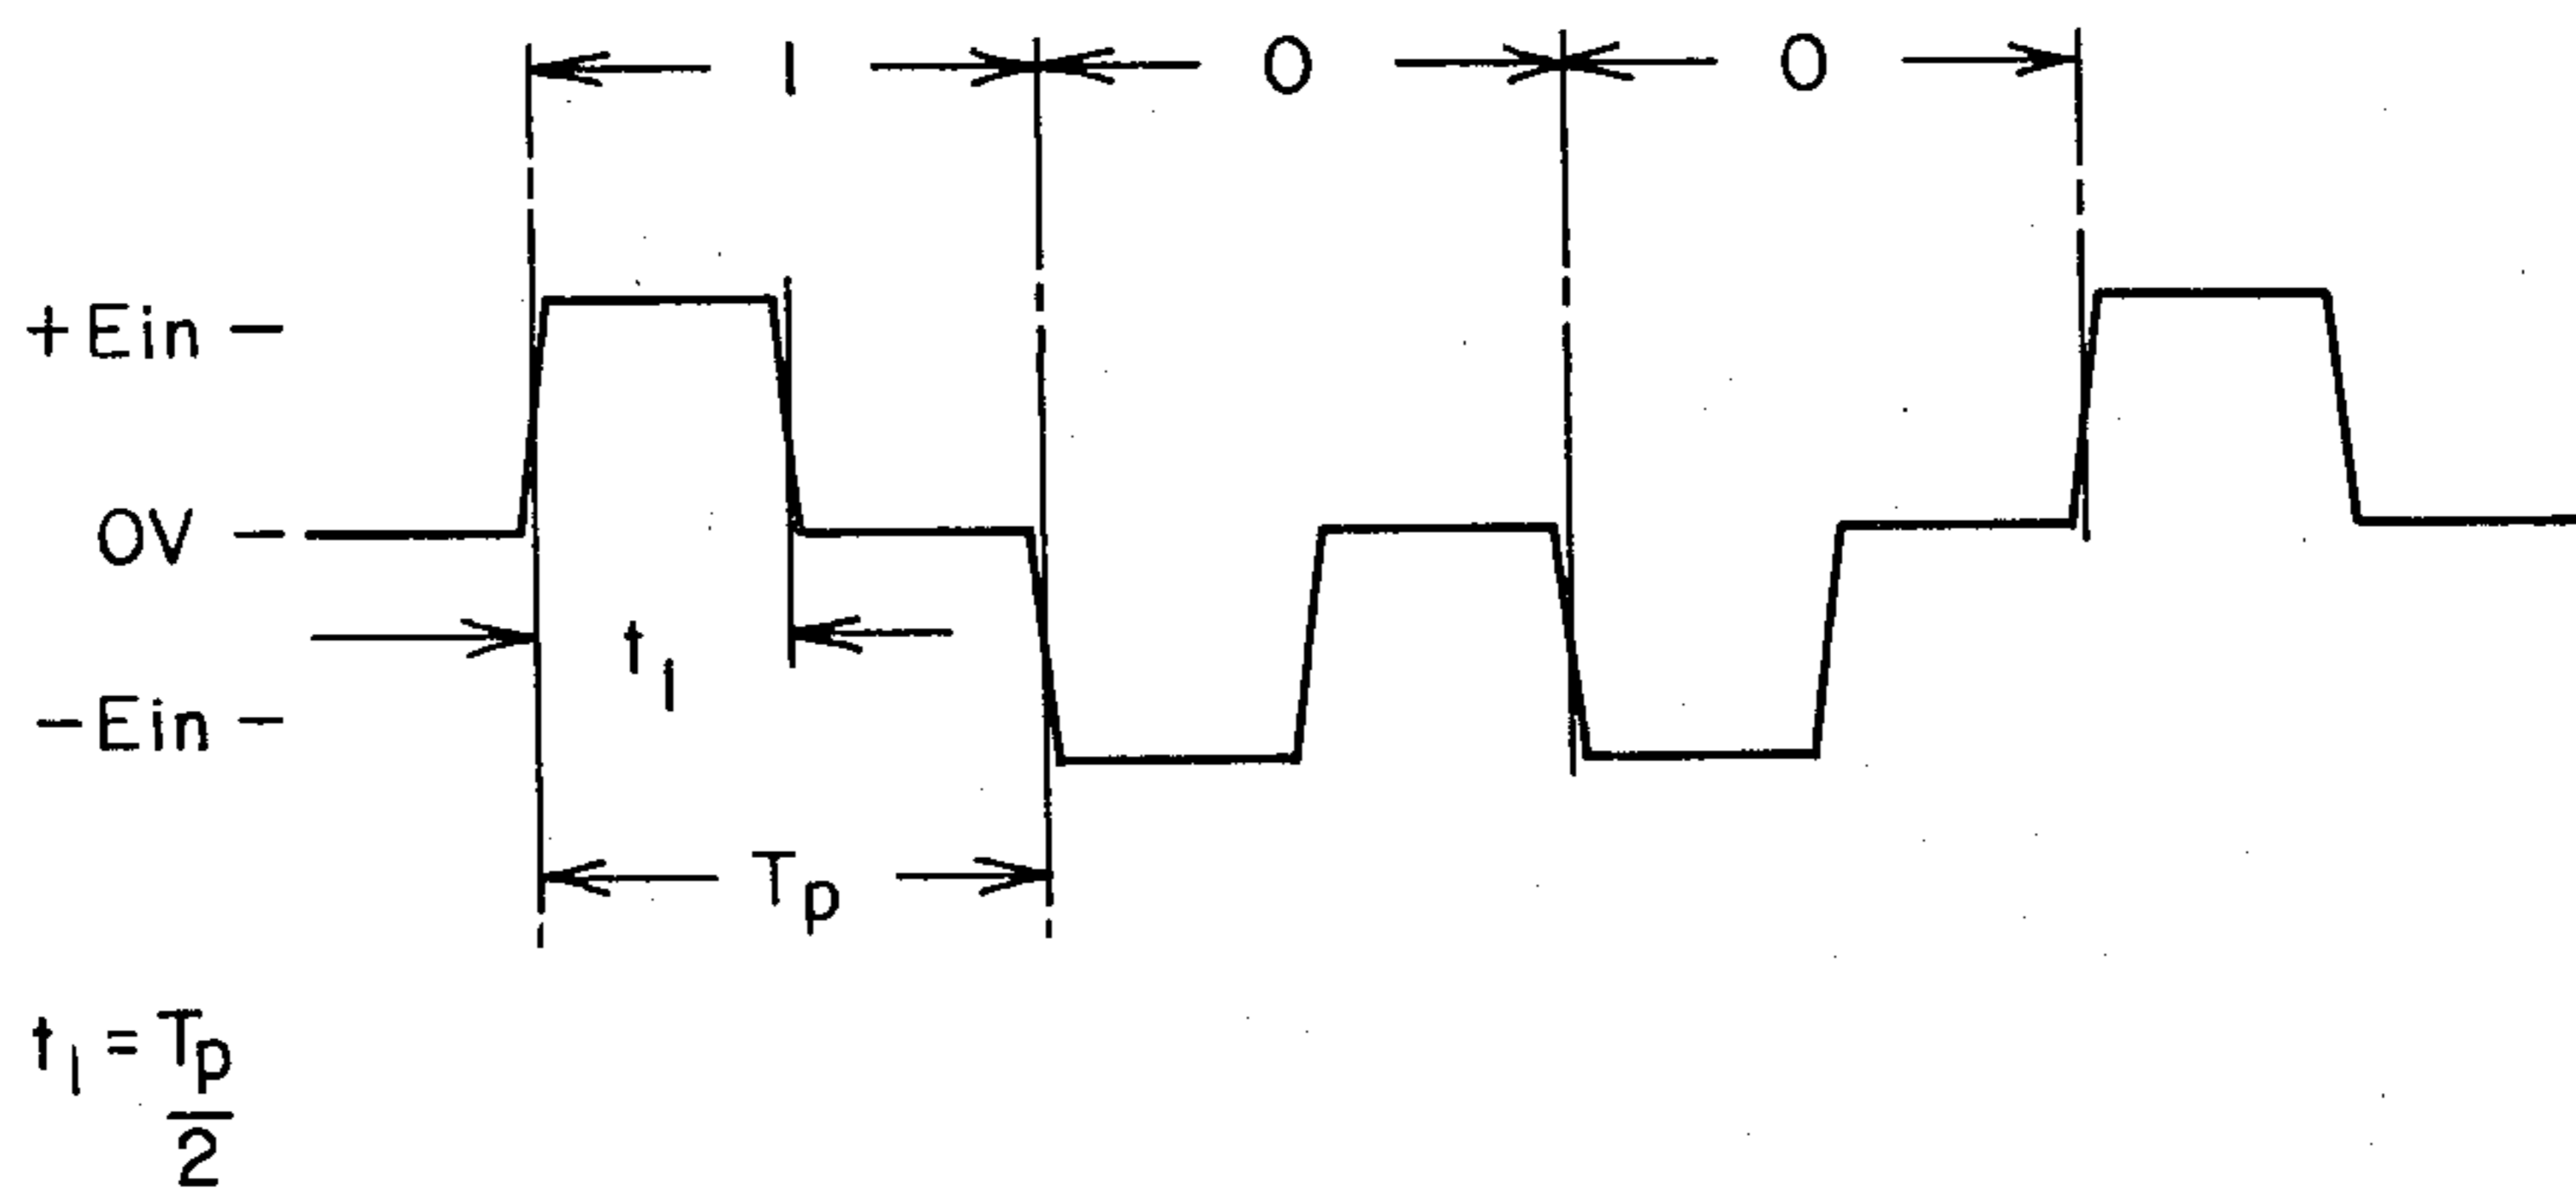 1 0 0
+Ein
0V
t1
-Ein
Tp
t1 = Tp
2